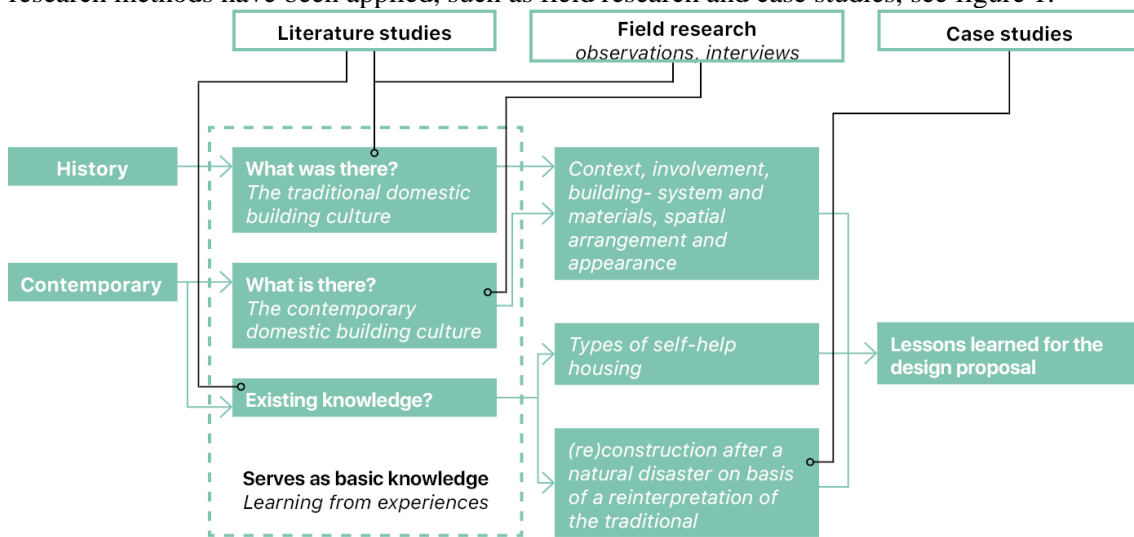 research methods have been applied, such as field research and case studies, see figure 1.
Literature studies
Field research
observations, interviews
Case studies
History
What was there?
The traditional domestic
building culture
Context, involvement,
building- system and
materials, spatial
arrangement and
appearance
Contemporary
What is there?
The contemporary
domestic building culture
Types of self-help
housing
Lessons learned for the
design proposal
Existing knowledge?
(re)construction after a
natural disaster on basis
of a reinterpretation of
the traditional
Serves as basic knowledge
Learning from experiences